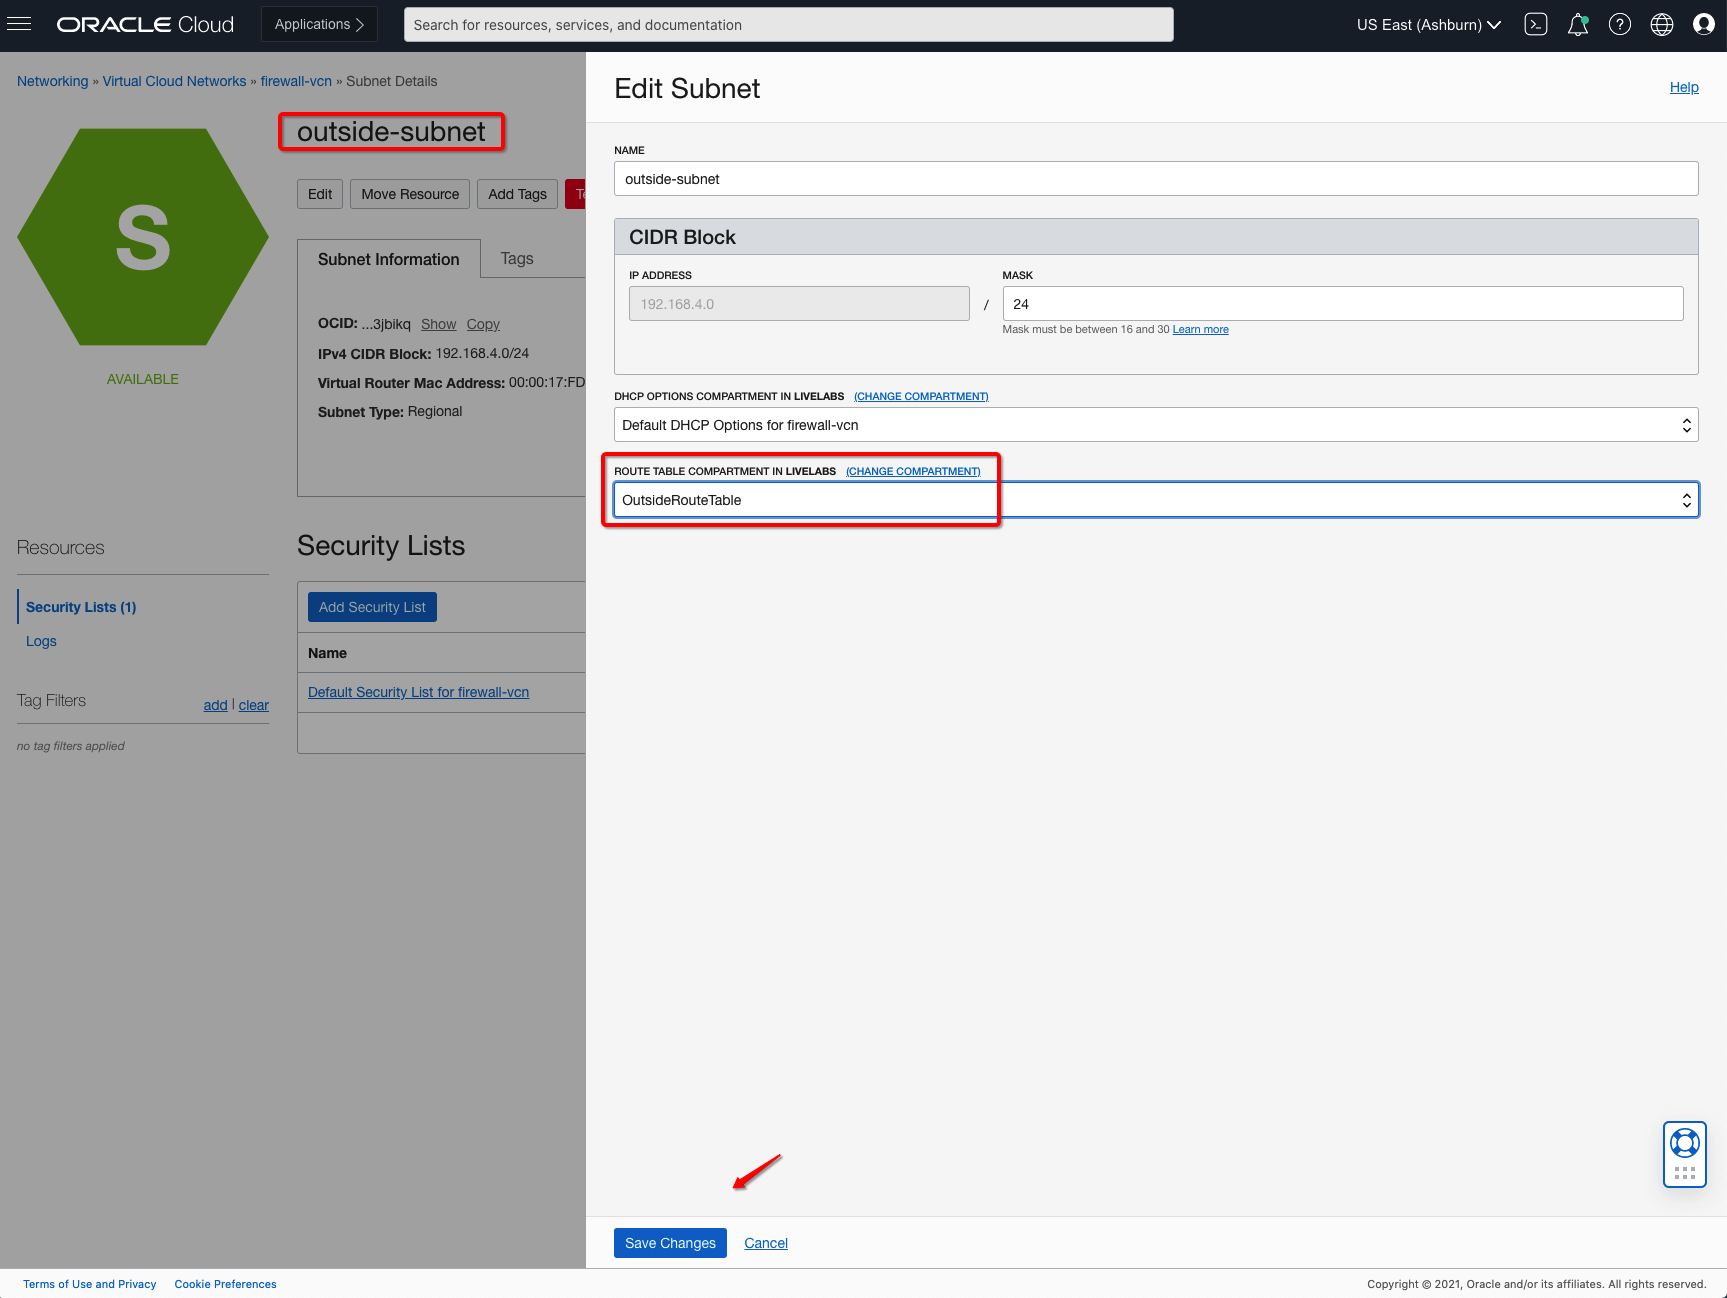 ORACLE Cloud
Applications
Search for resources, services, and documentation
US East (Ashburn)
Networking » Virtual Cloud Networks » firewall-vcn » Subnet Details
S
AVAILABLE
outside-subnet
Edit
Move Resource
Add Tags
Te
Subnet Information
Tags
OCID: ...3jbikq Show Copy
IPv4 CIDR Block: 192.168.4.0/24
Virtual Router Mac Address: 00:00:17:FD
Subnet Type: Regional
Resources
Security Lists (1)
Logs
Tag Filters
add | clear
no tag filters applied
Security Lists
Add Security List
Name
Default Security List for firewall-vcn
Edit Subnet
Help
NAME
outside-subnet
CIDR Block
IP ADDRESS
192.168.4.0
/
MASK
24
Mask must be between 16 and 30 Learn more
DHCP OPTIONS COMPARTMENT IN LIVELABS (CHANGE COMPARTMENT)
Default DHCP Options for firewall-vcn
ROUTE TABLE COMPARTMENT IN LIVELABS (CHANGE COMPARTMENT)
OutsideRouteTable
Save Changes
Cancel
Terms of Use and Privacy
Cookie Preferences
Copyright © 2021, Oracle and/or its affiliates. All rights reserved.